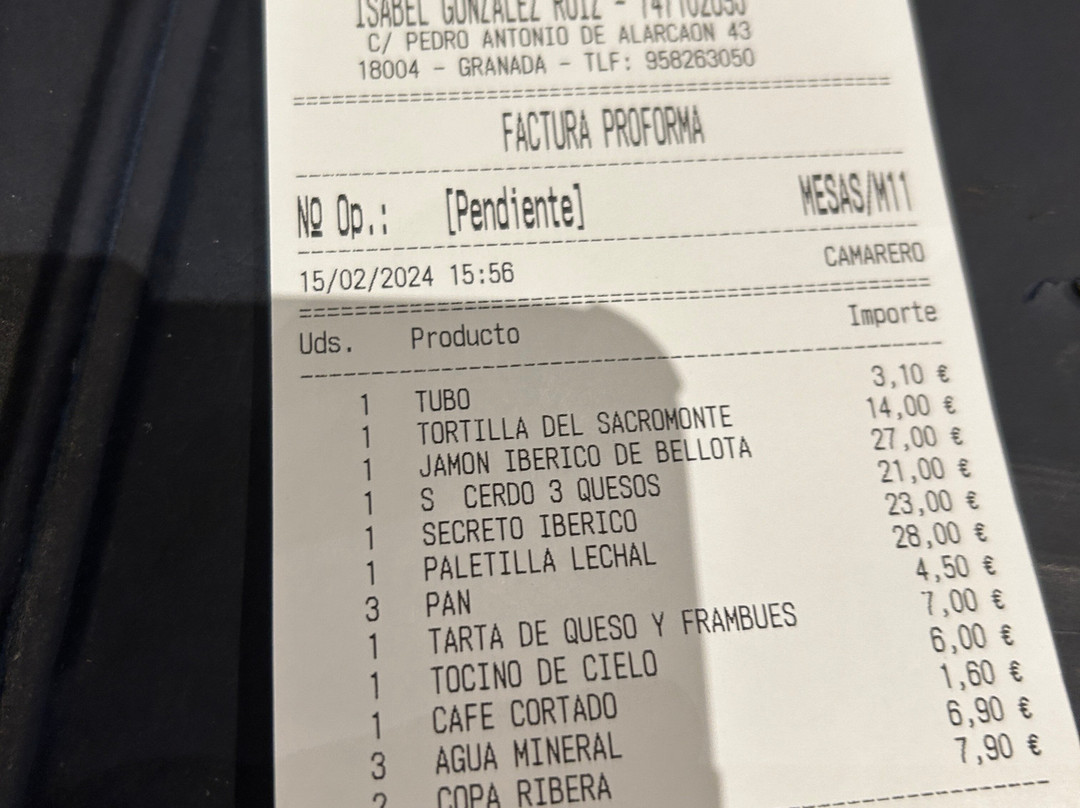 ISABEL GONZALEZ RUIZ -
C/ PEDRO ANTONIO DE ALARCAON 43
18004 - GRANADA - TLF: 958263050
FACTURA PROFORMA
Nº Op.: [Pendiente] MESAS/M11
15/02/2024 15:56 CAMARERO
Uds. Producto Importe
1 TUBO 3,10 €
1 TORTILLA DEL SACROMONTE 14,00 €
1 JAMON IBERICO DE BELLOTA 27,00 €
1 S CERDO 3 QUESOS 21,00 €
1 SECRETO IBERICO 23,00 €
1 PALETILLA LECHAL 28,00 €
3 PAN 4,50 €
1 TARTA DE QUESO Y FRAMBUES 7,00 €
1 TOCINO DE CIELO 6,00 €
1 CAFE CORTADO 1,60 €
3 AGUA MINERAL 6,90 €
2 COPA RIBERA 7,90 €